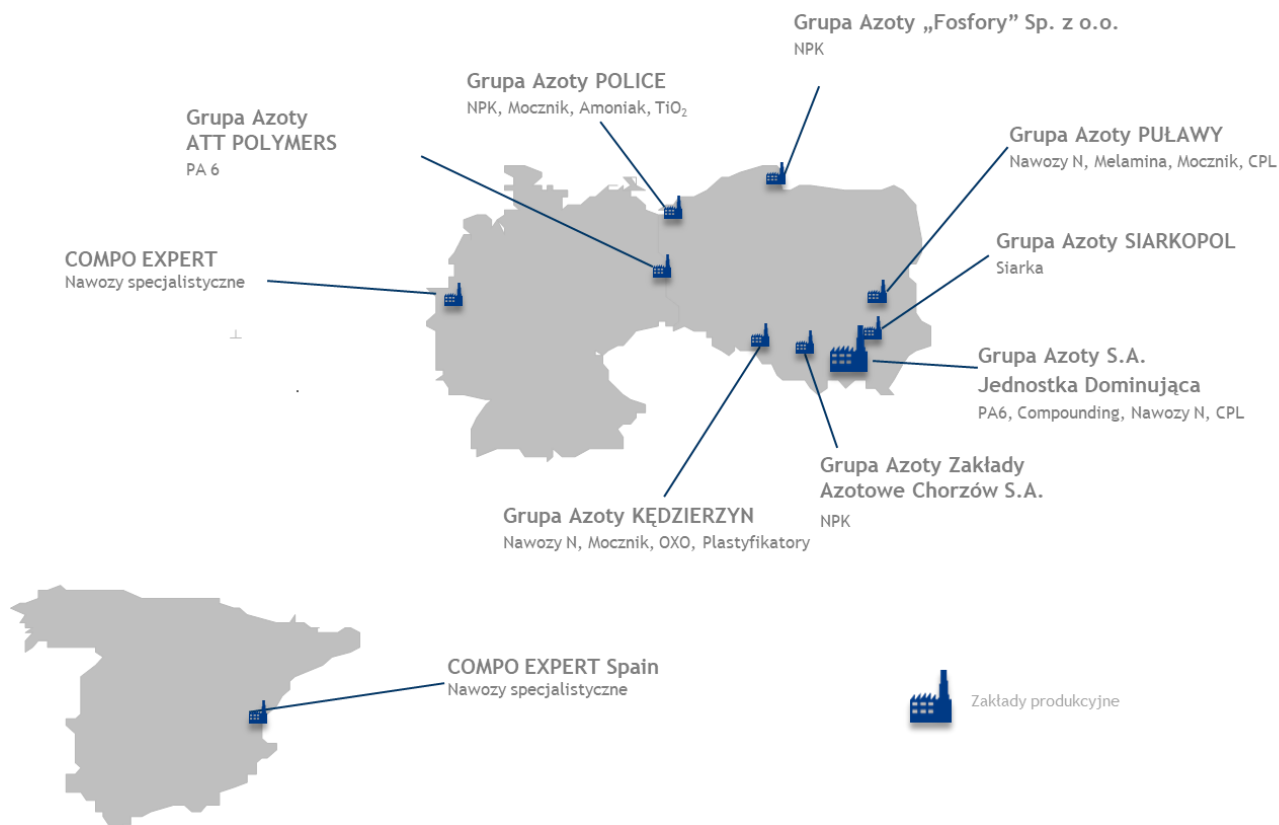 Grupa Azoty „Fosfory” Sp. z o.o.
NPK
Grupa Azoty POLICE
NPK, Mocznik, Amoniak, TiO₂
Grupa Azoty
ATT POLYMERS
PA 6
Grupa Azoty PUŁAWY
Nawozy N, Melamina, Mocznik, CPL
Grupa Azoty SIARKOPOL
Siarka
COMPO EXPERT
Nawozy specjalistyczne
Grupa Azoty S.A.
Jednostka Dominująca
PA6, Compounding, Nawozy N, CPL
Grupa Azoty Zakłady
Azotowe Chorzów S.A.
NPK
Grupa Azoty KĘDZIERZYN
Nawozy N, Mocznik, OXO, Plastyfikatory
COMPO EXPERT Spain
Nawozy specjalistyczne
Zakłady produkcyjne